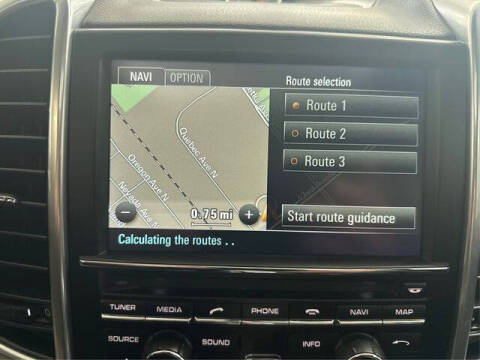 NAVI OPTION
Route selection
Route 1
Route 2
Route 3
Quebec Ave N
Oregon Ave N
Nevada Ave N
0.75 mi
Start route guidance
Calculating the routes . .
TUNER MEDIA PHONE NAVI MAP
SOURCE SOUND INFO